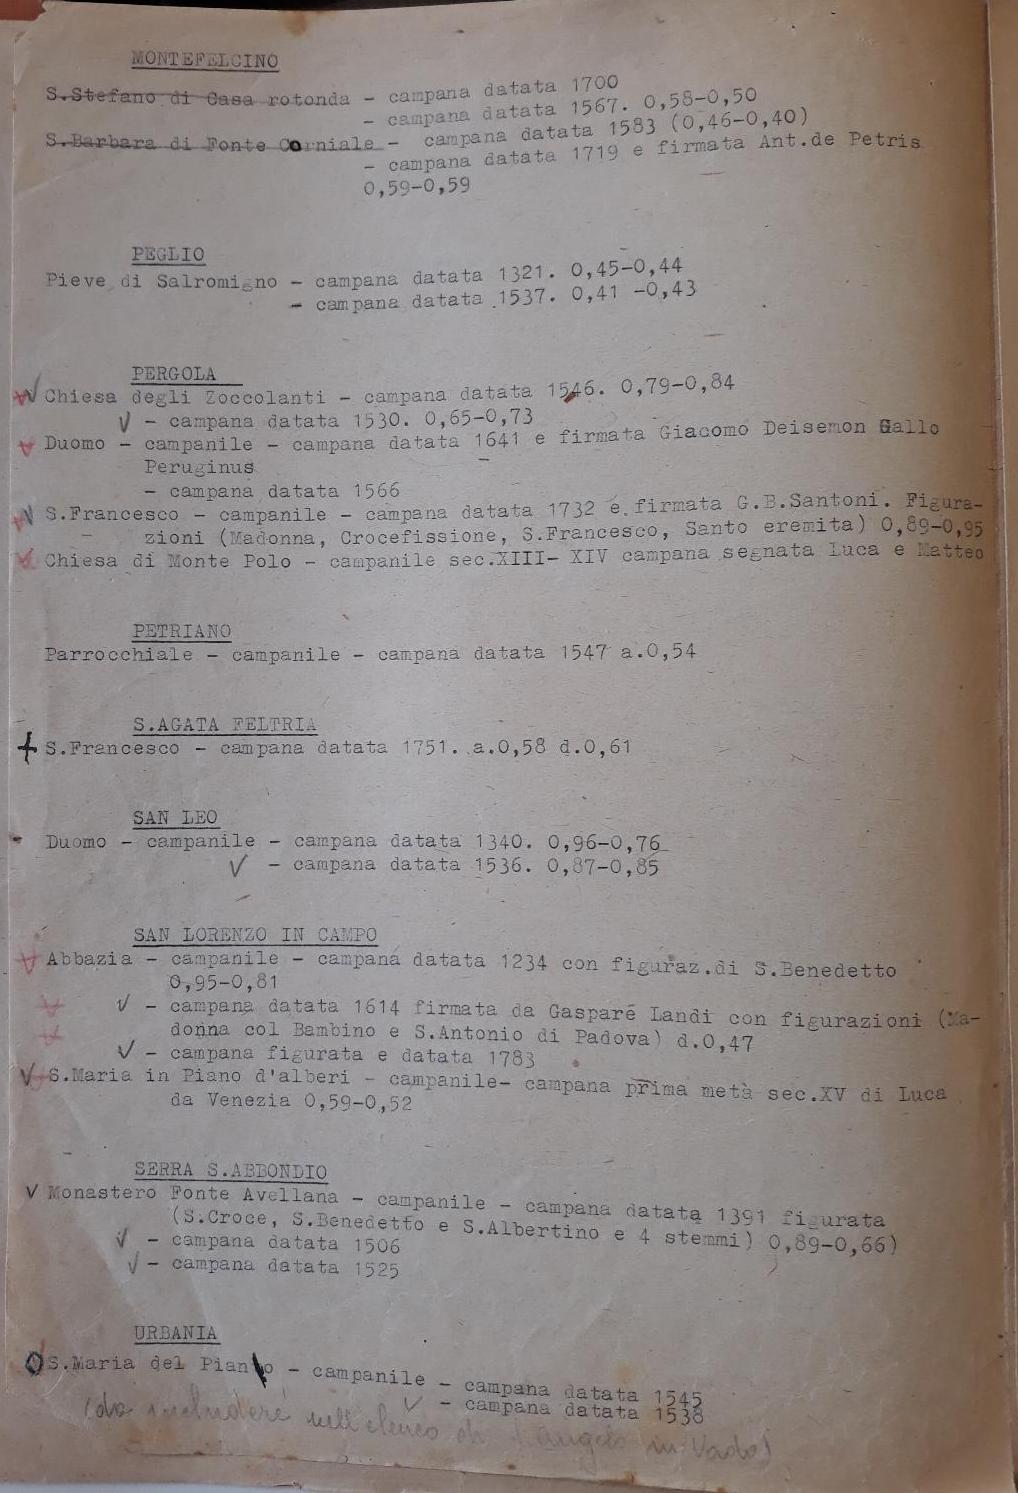 MONTEFELCINO
S.Stefano di Casa rotonda - campana datata 1700
- campana datata 1567. 0,58-0,50
S.Barbara di Fonte Corniale - campana datata 1583 (0,46-0,40)
- campana datata 1719 e firmata Ant.de Petris
0,59-0,59
PEGLIO
Pieve di Salromigno - campana datata 1321. 0,45-0,44
- campana datata 1537. 0,41 -0,43
PERGOLA
Chiesa degli Zoccolanti - campana datata 1546. 0,79-0,84
- campana datata 1530. 0,65-0,73
Duomo - campanile - campana datata 1641 e firmata Giacomo Deisemon Gallo
Peruginus
- campana datata 1566
S.Francesco - campanile - campana datata 1732 e firmata G.B.Santoni. Figura-
zioni (Madonna, Crocefissione, S.Francesco, Santo eremita) 0,89-0,95
Chiesa di Monte Polo - campanile sec.XIII- XIV campana segnata Luca e Matteo
PETRIANO
Parrocchiale - campanile - campana datata 1547 a.0,54
S.AGATA FELTRIA
S.Francesco - campana datata 1751. a.0,58 d.0,61
SAN LEO
Duomo - campanile - campana datata 1340. 0,96-0,76
- campana datata 1536. 0,87-0,85
SAN LORENZO IN CAMPO
Abbazia - campanile - campana datata 1234 con figuraz.di S.Benedetto
0,95-0,81
- campana datata 1614 firmata da Gaspare Landi con figurazioni (Ma-
donna col Bambino e S.Antonio di Padova) d.0,47
- campana figurata e datata 1783
S.Maria in Piano d'alberi - campanile- campana prima metà sec.XV di Luca
da Venezia 0,59-0,52
SERRA S.ABBONDIO
Monastero Fonte Avellana - campanile - campana datata 1391 figurata
(S.Croce, S.Benedetto e S.Albertino e 4 stemmi) 0,89-0,66)
- campana datata 1506
- campana datata 1525
URBANIA
S.Maria del Pianto - campanile - campana datata 1545
- campana datata 1538
(da includere nell'elenco di S. Angelo in Vado)